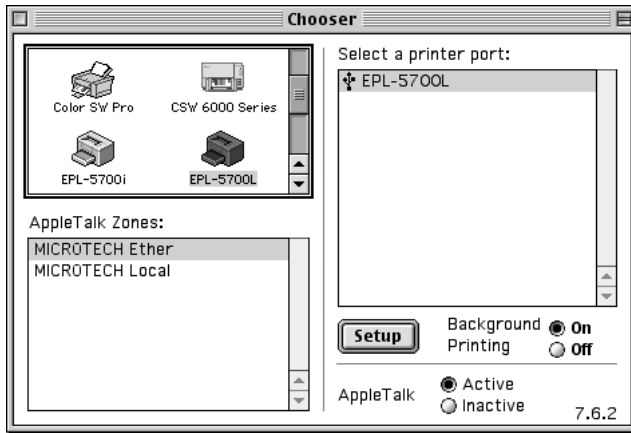 Chooser
Color SW Pro
CSW 6000 Series
EPL-5700i
EPL-5700L
AppleTalk Zones:
MICROTECH Ether
MICROTECH Local
Select a printer port:
EPL-5700L
Setup
Background Printing
On
Off
AppleTalk
Active
Inactive
7.6.2